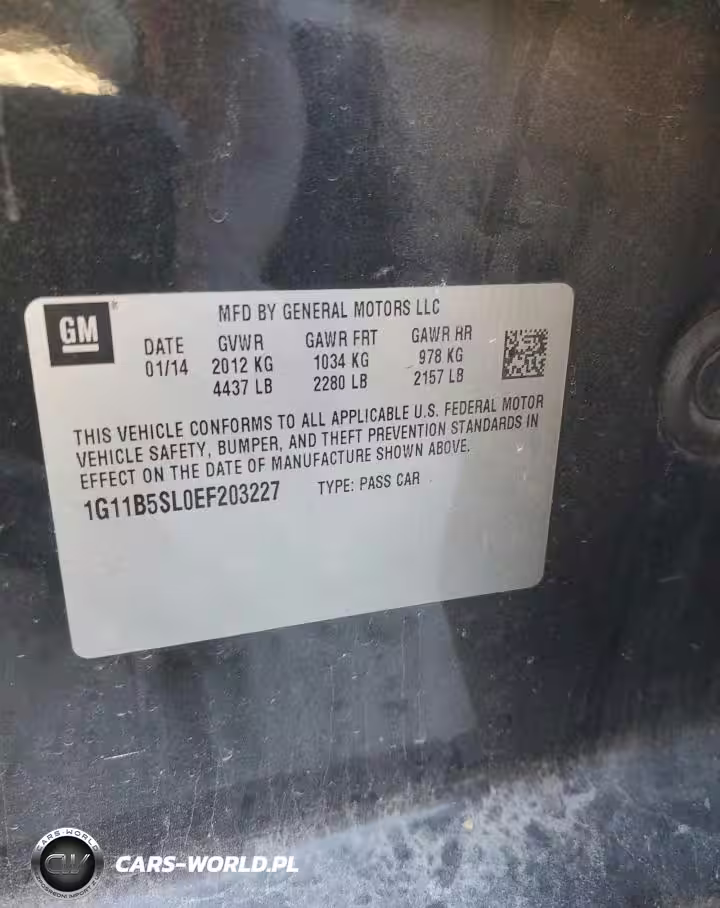 GM
MFD BY GENERAL MOTORS LLC
DATE GVWR GAWR FRT GAWR RR
01/14 2012 KG 1034 KG 978 KG
4437 LB 2280 LB 2157 LB
THIS VEHICLE CONFORMS TO ALL APPLICABLE U.S. FEDERAL MOTOR
VEHICLE SAFETY, BUMPER, AND THEFT PREVENTION STANDARDS IN
EFFECT ON THE DATE OF MANUFACTURE SHOWN ABOVE.
1G11B5SL0EF203227 TYPE: PASS CAR
CARS-WORLD
CW
CARS-WORLD.PL